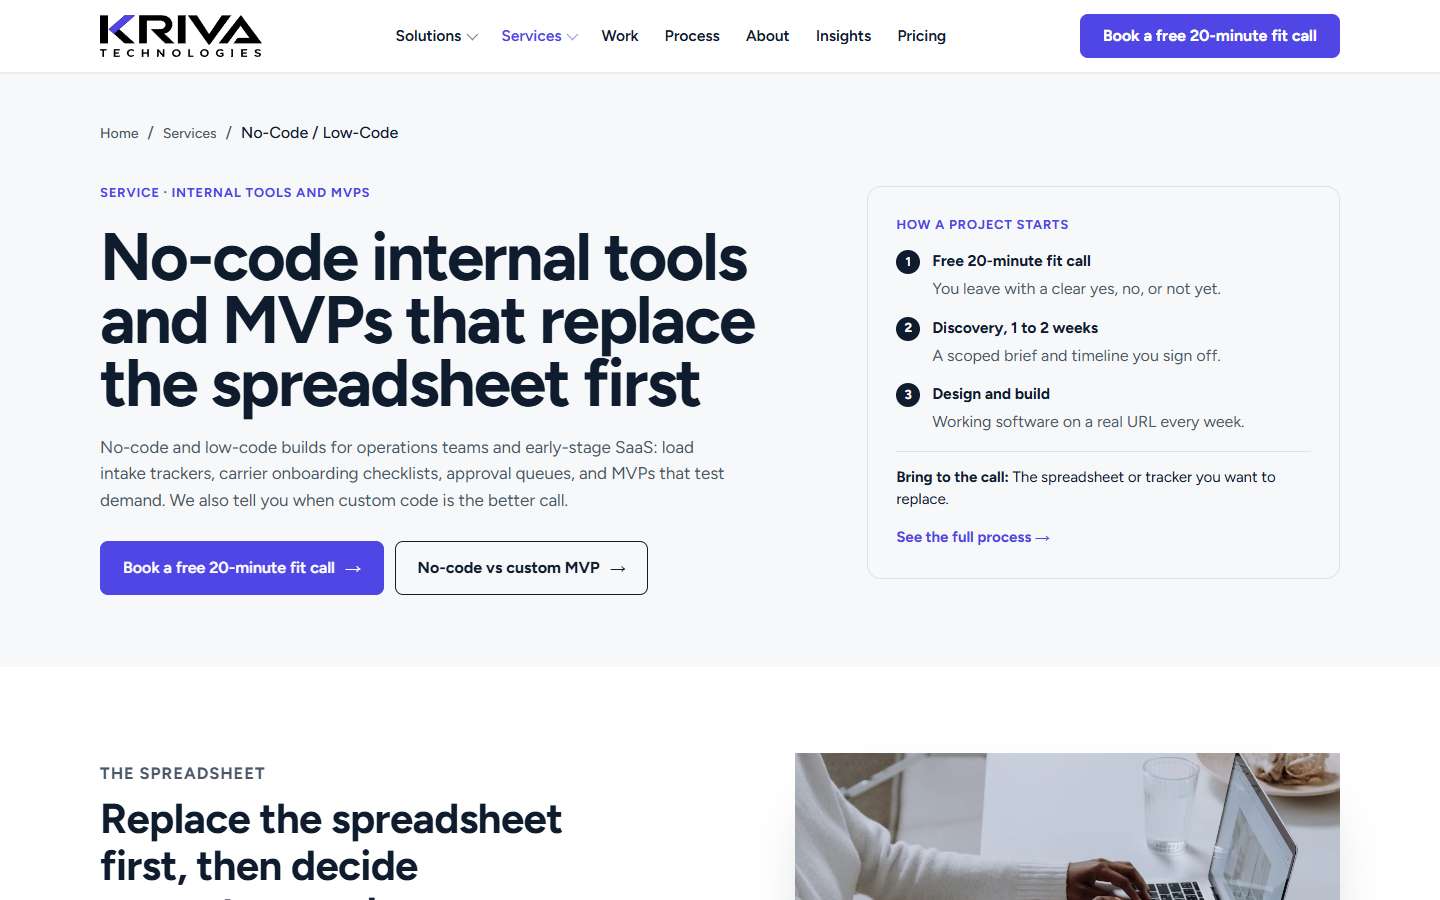 KRIVA
TECHNOLOGIES
Solutions
Services
Work
Process
About
Insights
Pricing
Book a free 20-minute fit call
Home / Services / No-Code / Low-Code
SERVICE · INTERNAL TOOLS AND MVPS
No-code internal tools
and MVPs that replace
the spreadsheet first
No-code and low-code builds for operations teams and early-stage SaaS: load
intake trackers, carrier onboarding checklists, approval queues, and MVPs that test
demand. We also tell you when custom code is the better call.
Book a free 20-minute fit call →
No-code vs custom MVP →
HOW A PROJECT STARTS
1 Free 20-minute fit call
You leave with a clear yes, no, or not yet.
2 Discovery, 1 to 2 weeks
A scoped brief and timeline you sign off.
3 Design and build
Working software on a real URL every week.
Bring to the call: The spreadsheet or tracker you want to
replace.
See the full process →
THE SPREADSHEET
Replace the spreadsheet
first, then decide